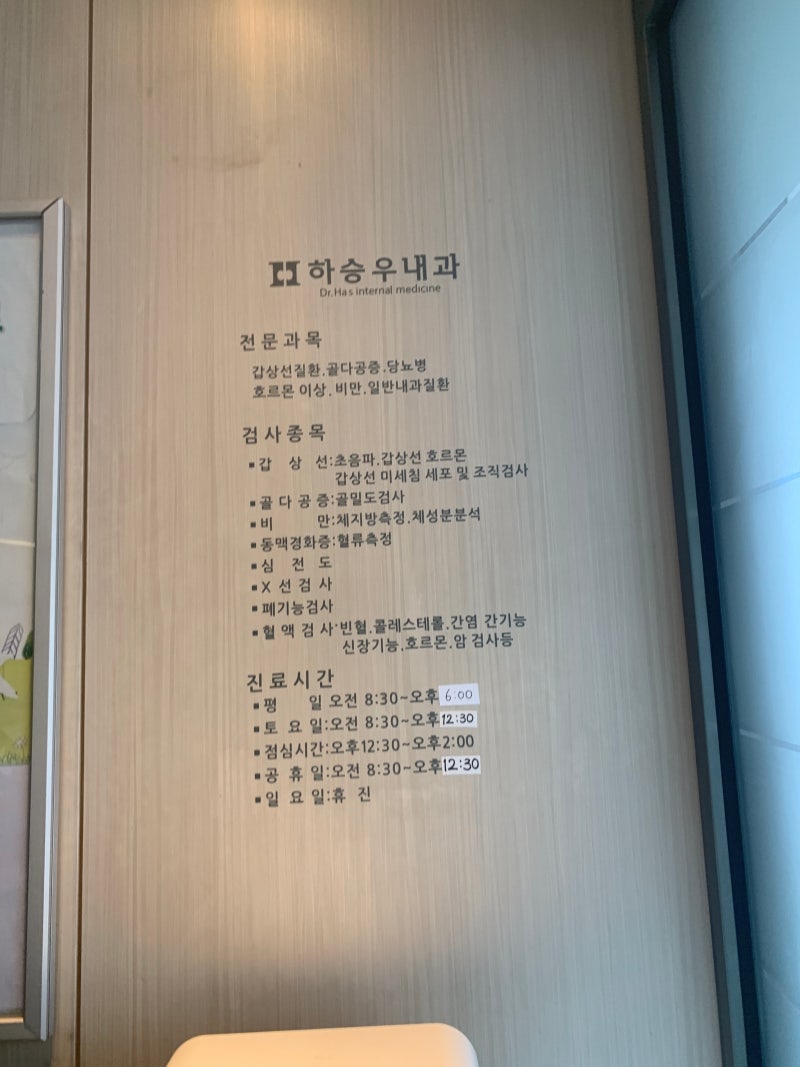 하승우내과
Dr.Ha s internal medicine
전문과목
갑상선질환.골다공증.당뇨병
호르몬 이상. 비만.일반내과질환
검사종목
▪갑 상 선:초음파.갑상선 호르몬
갑상선 미세침 세포 및 조직검사
▪골다공증:골밀도검사
▪비 만:체지방측정.체성분분석
▪동맥경화증:혈류측정
▪심 전 도
▪X 선 검 사
▪폐기능검사
▪혈 액 검 사:빈혈.콜레스테롤.간염 간기능
신장기능.호르몬.암 검사등
진료시간
▪평 일 오전 8:30~오후 6:00
▪토 요 일:오전 8:30~오후 12:30
▪점심시간:오후12:30~오후2:00
▪공 휴 일:오전 8:30~오후 12:30
▪일 요 일:휴 진